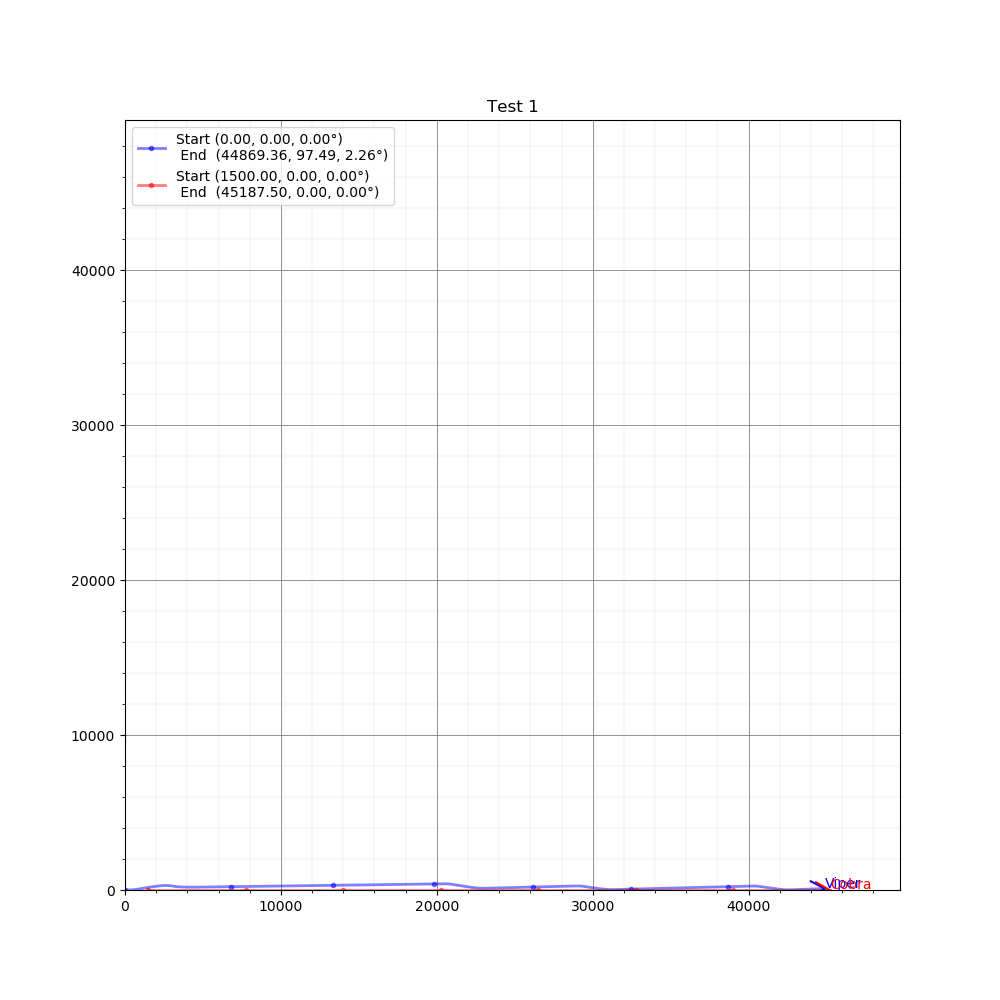 Test 1
Start (0.00, 0.00, 0.00°)
End  (44869.36, 97.49, 2.26°)
Start (1500.00, 0.00, 0.00°)
End  (45187.50, 0.00, 0.00°)
40000
30000
20000
10000
0
Viper
Cobra
0
10000
20000
30000
40000